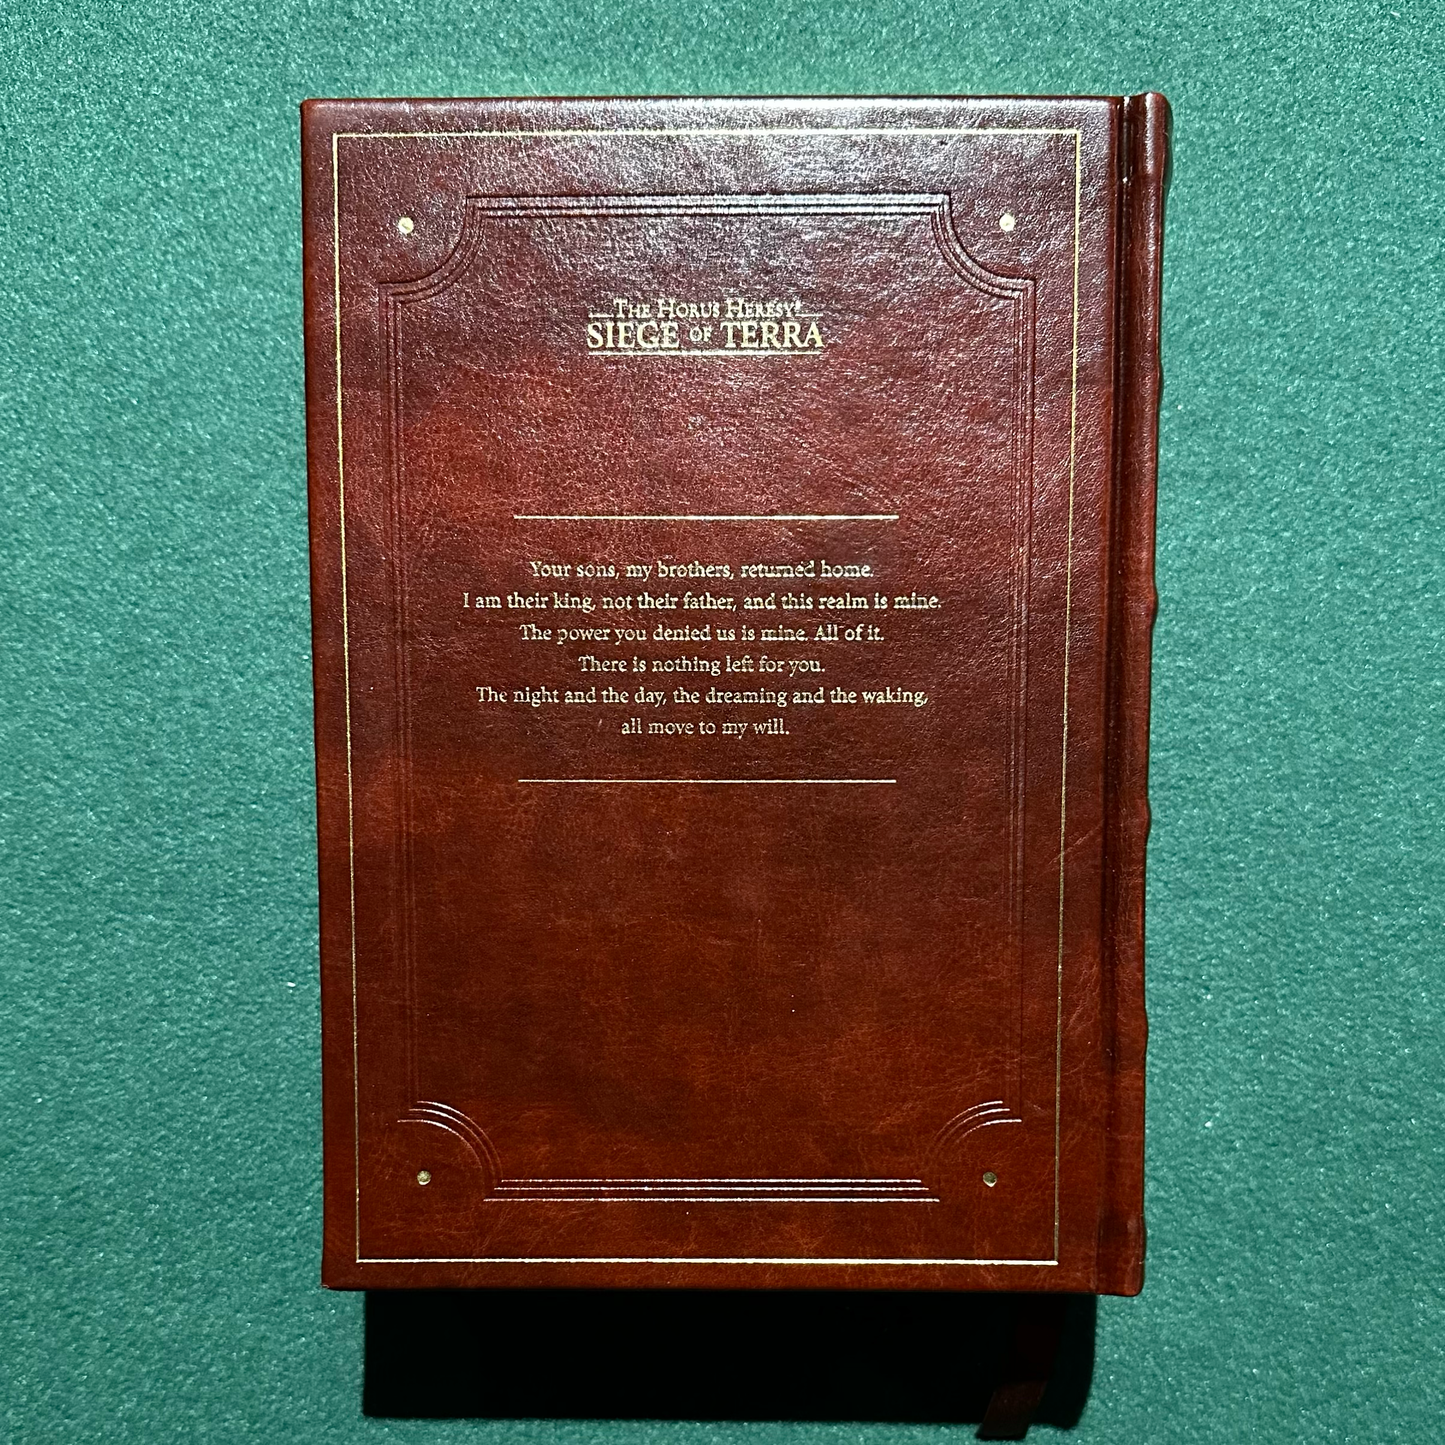 THE HORUS HERESY®
SIEGE OF TERRA
Your sons, my brothers, returned home.
I am their king, not their father, and this realm is mine.
The power you denied us is mine. All of it.
There is nothing left for you.
The night and the day, the dreaming and the waking,
all move to my will.